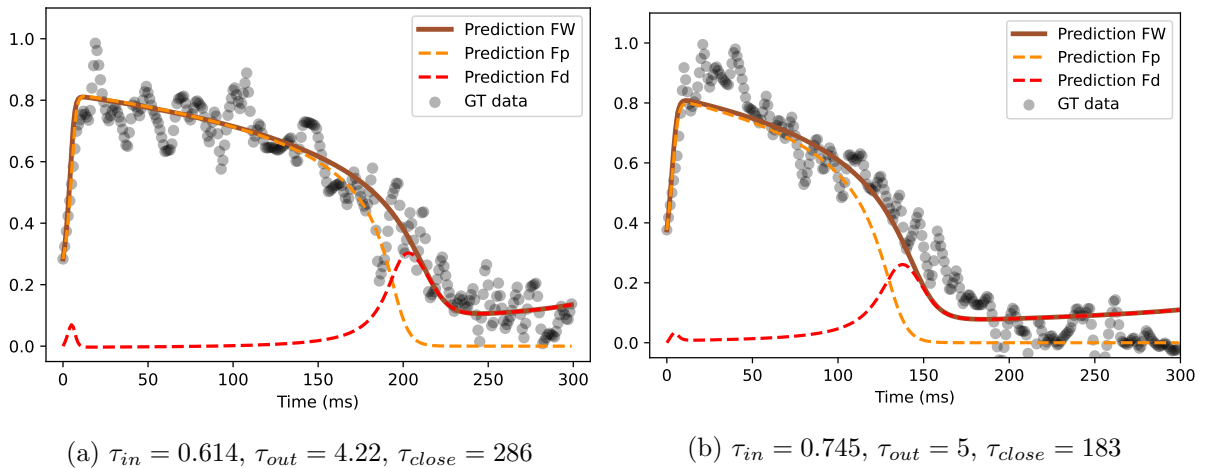 1.0
0.8
0.6
0.4
0.2
0.0
0 50 100 150 200 250 300
Time (ms)
Prediction FW
Prediction Fp
Prediction Fd
GT data
(a) τin = 0.614, τout = 4.22, τclose = 286
1.0
0.8
0.6
0.4
0.2
0.0
0 50 100 150 200 250 300
Time (ms)
Prediction FW
Prediction Fp
Prediction Fd
GT data
(b) τin = 0.745, τout = 5, τclose = 183